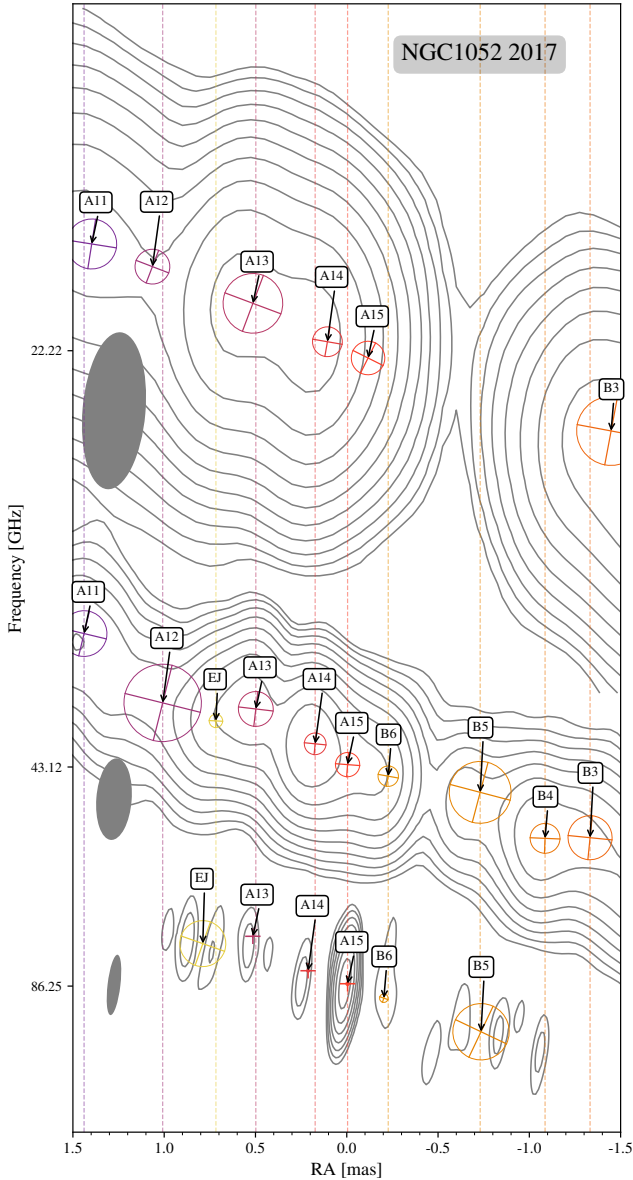 NGC1052 2017
A11
A12
A13
A14
A15
22.22
B3
Frequency [GHz]
A11
A12
EJ
A13
A14
A15
B6
B5
B4
B3
43.12
EJ
A13
A14
A15
B6
B5
86.25
1.5 1.0 0.5 0.0 -0.5 -1.0 -1.5
RA [mas]